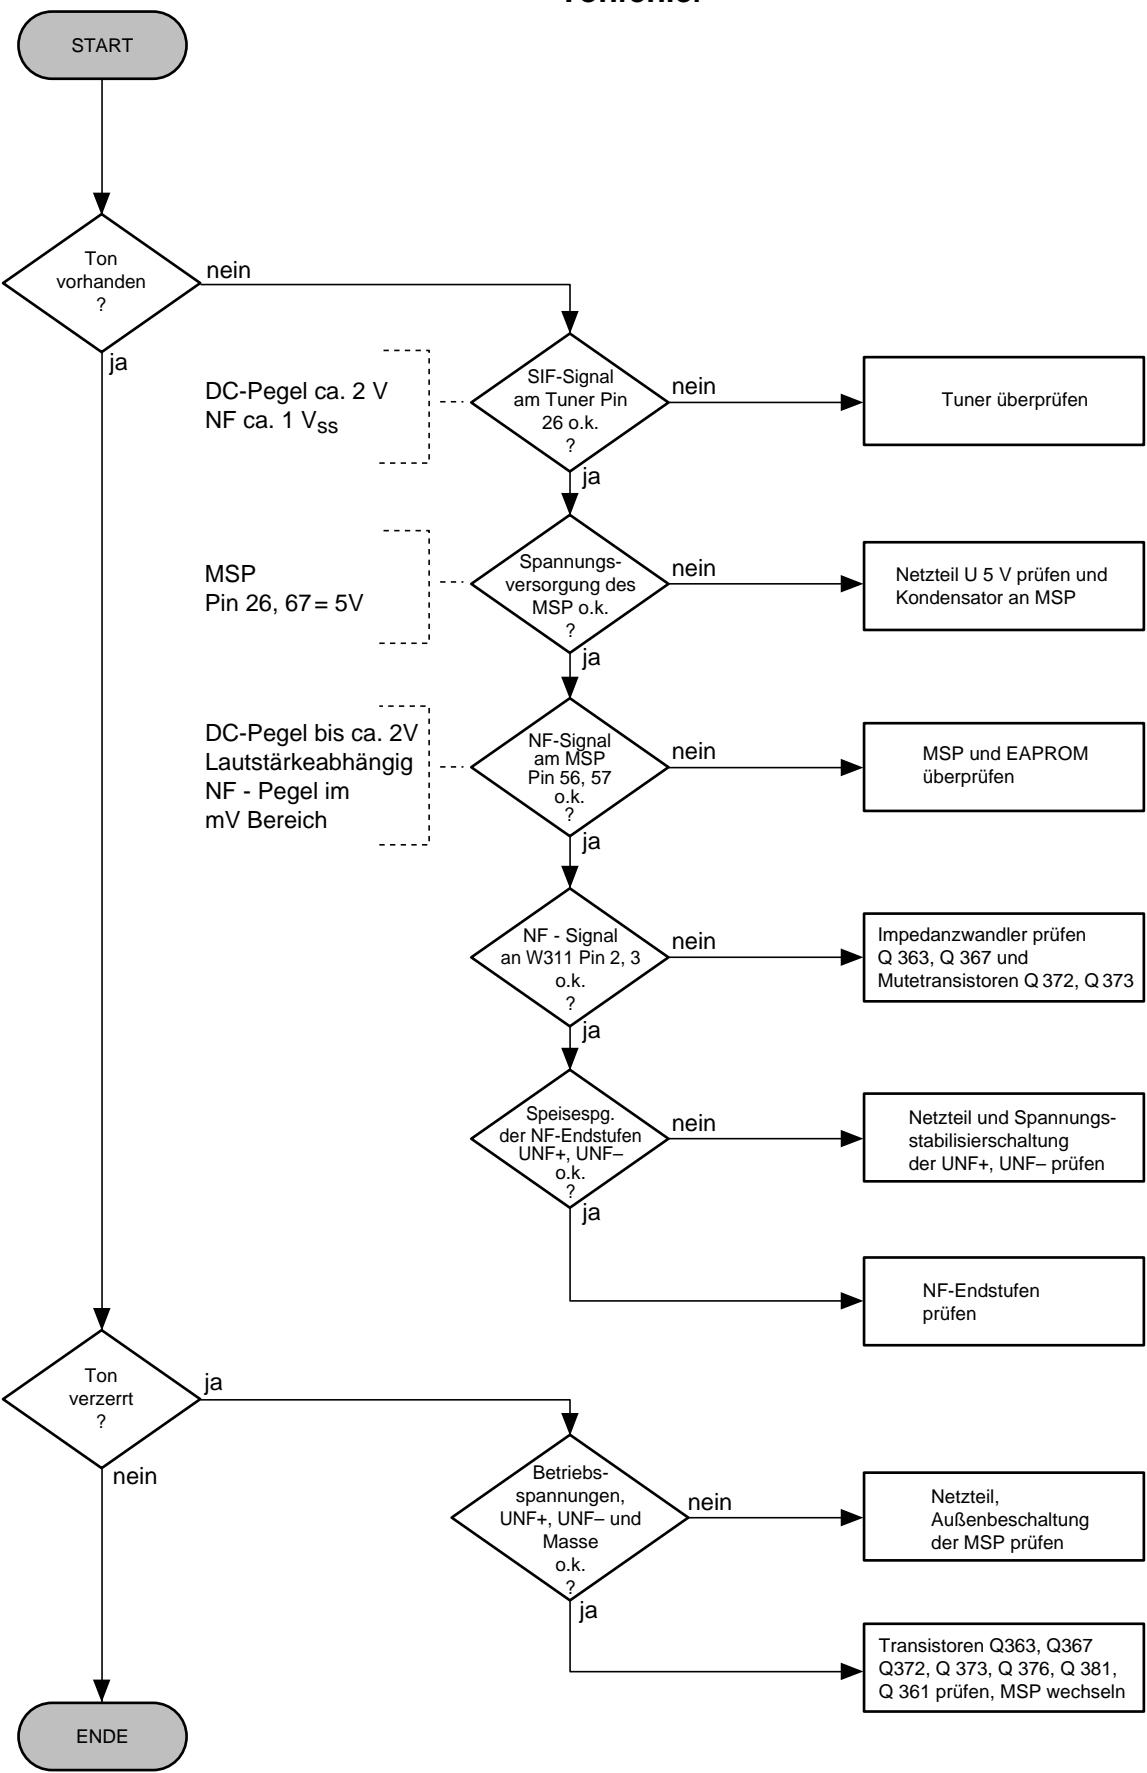 START
Ton
vorhanden
?
nein
ja
DC-Pegel ca. 2 V
NF ca. 1 Vss
SIF-Signal
am Tuner Pin
26 o.k.
?
nein
Tuner überprüfen
ja
MSP
Pin 26, 67 = 5V
Spannungs-
versorgung des
MSP o.k.
?
nein
Netzteil U 5 V prüfen und
Kondensator an MSP
ja
DC-Pegel bis ca. 2V
Lautstärkeabhängig
NF - Pegel im
mV Bereich
NF-Signal
am MSP
Pin 56, 57
o.k.
?
nein
MSP und EAPROM
überprüfen
ja
NF - Signal
an W311 Pin 2, 3
o.k.
?
nein
Impedanzwandler prüfen
Q 363, Q 367 und
Mutetransistoren Q 372, Q 373
ja
Speisespg.
der NF-Endstufen
UNF+, UNF–
o.k.
?
nein
Netzteil und Spannungs-
stabilisierschaltung
der UNF+, UNF– prüfen
ja
NF-Endstufen
prüfen
Ton
verzerrt
?
ja
nein
Betriebs-
spannungen,
UNF+, UNF– und
Masse
o.k.
?
nein
Netzteil,
Außenbeschaltung
der MSP prüfen
ja
Transistoren Q363, Q367
Q372, Q 373, Q 376, Q 381,
Q 361 prüfen, MSP wechseln
ENDE